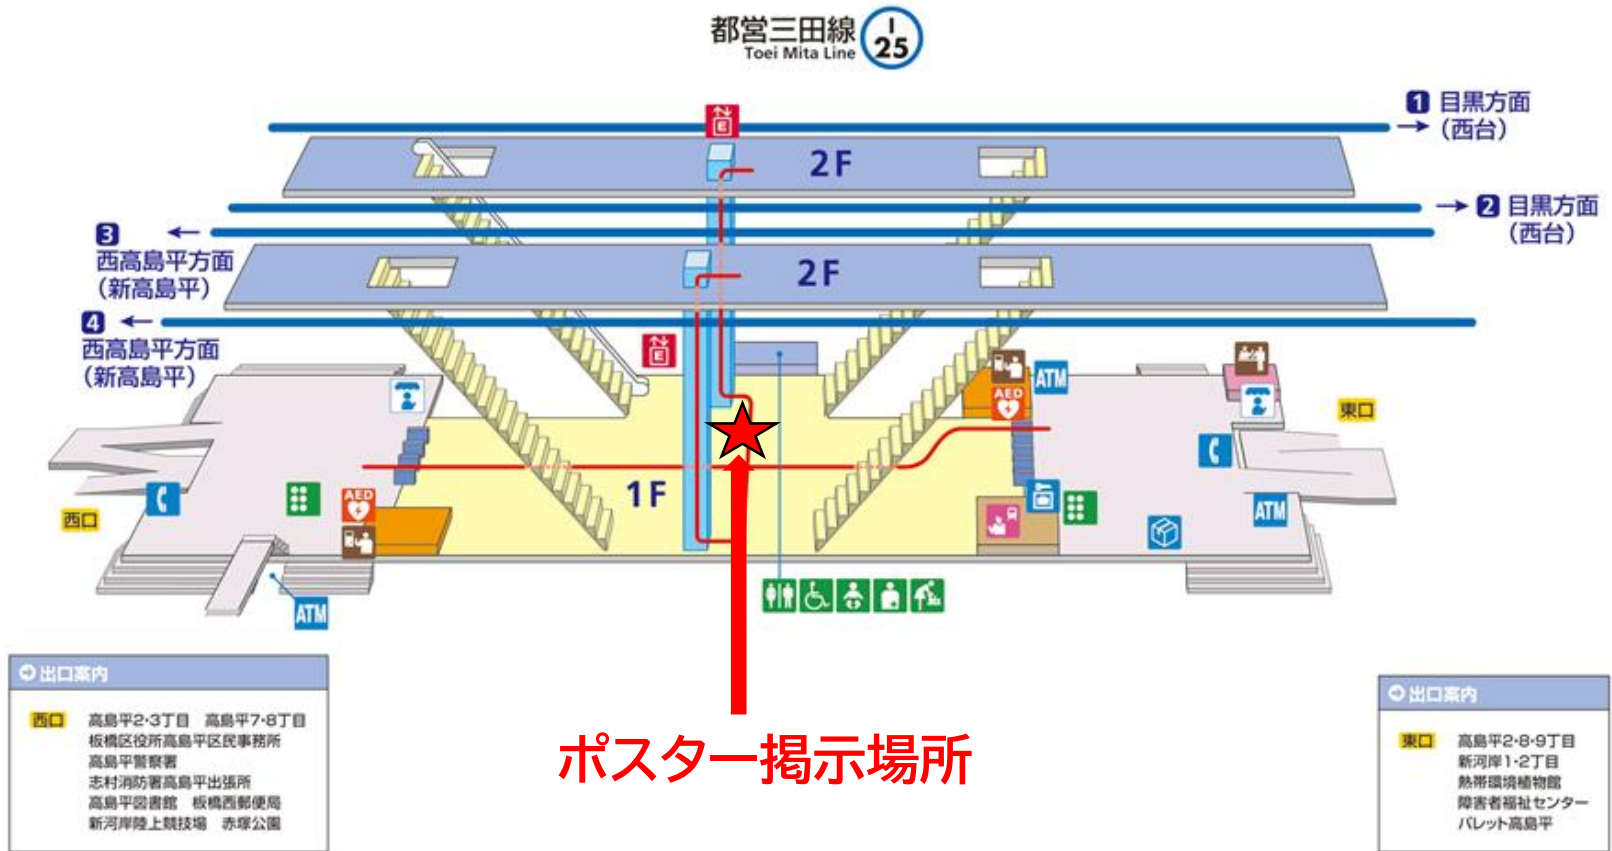 都営三田線
Toei Mita Line
I
25
1 目黒方面
(西台)
E
2F
2 目黒方面
(西台)
3
西高島平方面
(新高島平)
2F
4
西高島平方面
(新高島平)
E
ATM
AED
東口
1F
AED
西口
ATM
ATM
ポスター掲示場所
出口案内
西口 高島平2・3丁目 高島平7・8丁目
板橋区役所高島平区民事務所
高島平警察署
志村消防署高島平出張所
高島平図書館 板橋西郵便局
新河岸陸上競技場 赤塚公園
出口案内
東口 高島平2・8・9丁目
新河岸1・2丁目
熱帯環境植物館
障害者福祉センター
パレット高島平